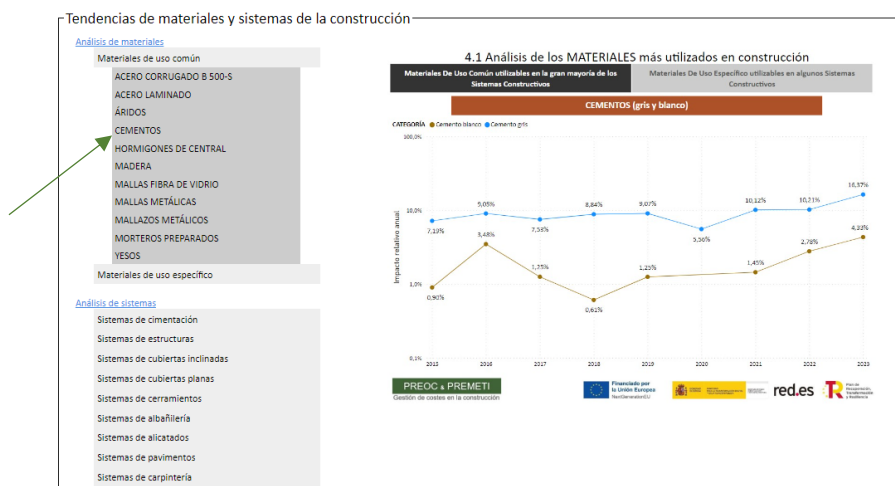 Tendencias de materiales y sistemas de la construcción
Análisis de materiales
Materiales de uso común
ACERO CORRUGADO B 500-S
ACERO LAMINADO
ÁRIDOS
CEMENTOS
HORMIGONES DE CENTRAL
MADERA
MALLAS FIBRA DE VIDRIO
MALLAS METÁLICAS
MALLAZOS METÁLICOS
MORTEROS PREPARADOS
YESOS
Materiales de uso específico
Análisis de sistemas
Sistemas de cimentación
Sistemas de estructuras
Sistemas de cubiertas inclinadas
Sistemas de cubiertas planas
Sistemas de cerramientos
Sistemas de albañilería
Sistemas de alicatados
Sistemas de pavimentos
Sistemas de carpintería
4.1 Análisis de los MATERIALES más utilizados en construcción
Materiales De Uso Común utilizables en la gran mayoría de los
Sistemas Constructivos
Materiales De Uso Específico utilizables en algunos Sistemas
Constructivos
CEMENTOS (gris y blanco)
CATEGORÍA Cemento blanco Cemento gris
Impacto relativo anual
100,0%
10,0%
1,0%
0,1%
7,19%
9,05%
7,53%
8,84%
9,07%
5,56%
10,12%
10,21%
16,37%
0,90%
3,48%
1,25%
0,61%
1,25%
1,45%
2,78%
4,33%
2015 2016 2017 2018 2019 2020 2021 2022 2023
PREOC & PREMETI
Gestión de costes en la construcción
Financiado por
la Unión Europea
NextGenerationEU
red.es
Plan de
Recuperación,
Transformación
y Resiliencia